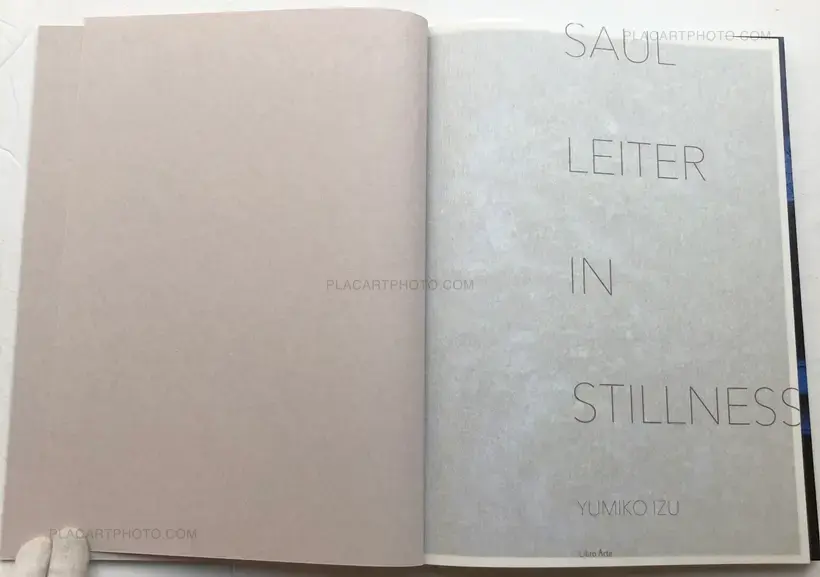 SAUL
PLACARTPHOTO.COM
LEITER
IN
PLACARTPHOTO.COM
STILLNESS
YUMIKO IZU
PLACARTPHOTO.COM
Libro Arte